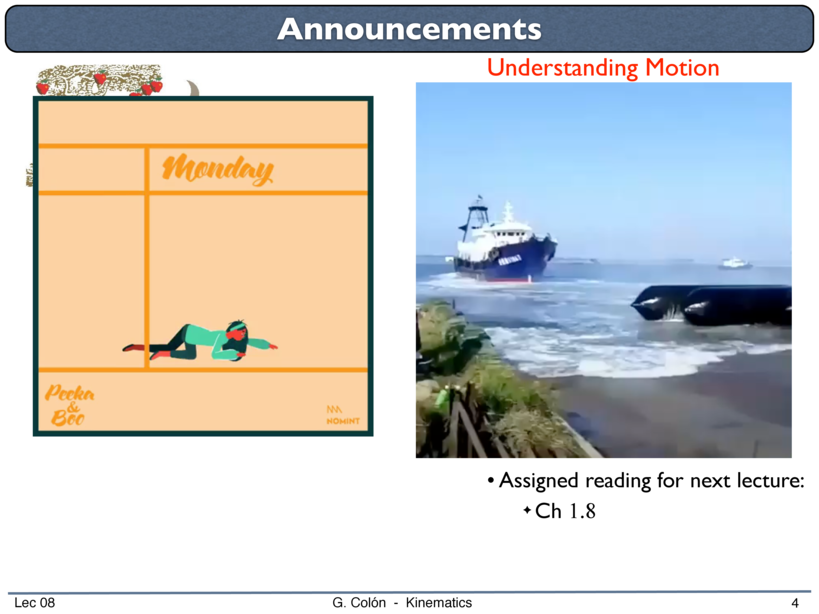 Announcements
Understanding Motion
Monday
Peeka
&
Boo
NOMINT
• Assigned reading for next lecture:
✦ Ch 1.8
Lec 08
G. Colón - Kinematics
4